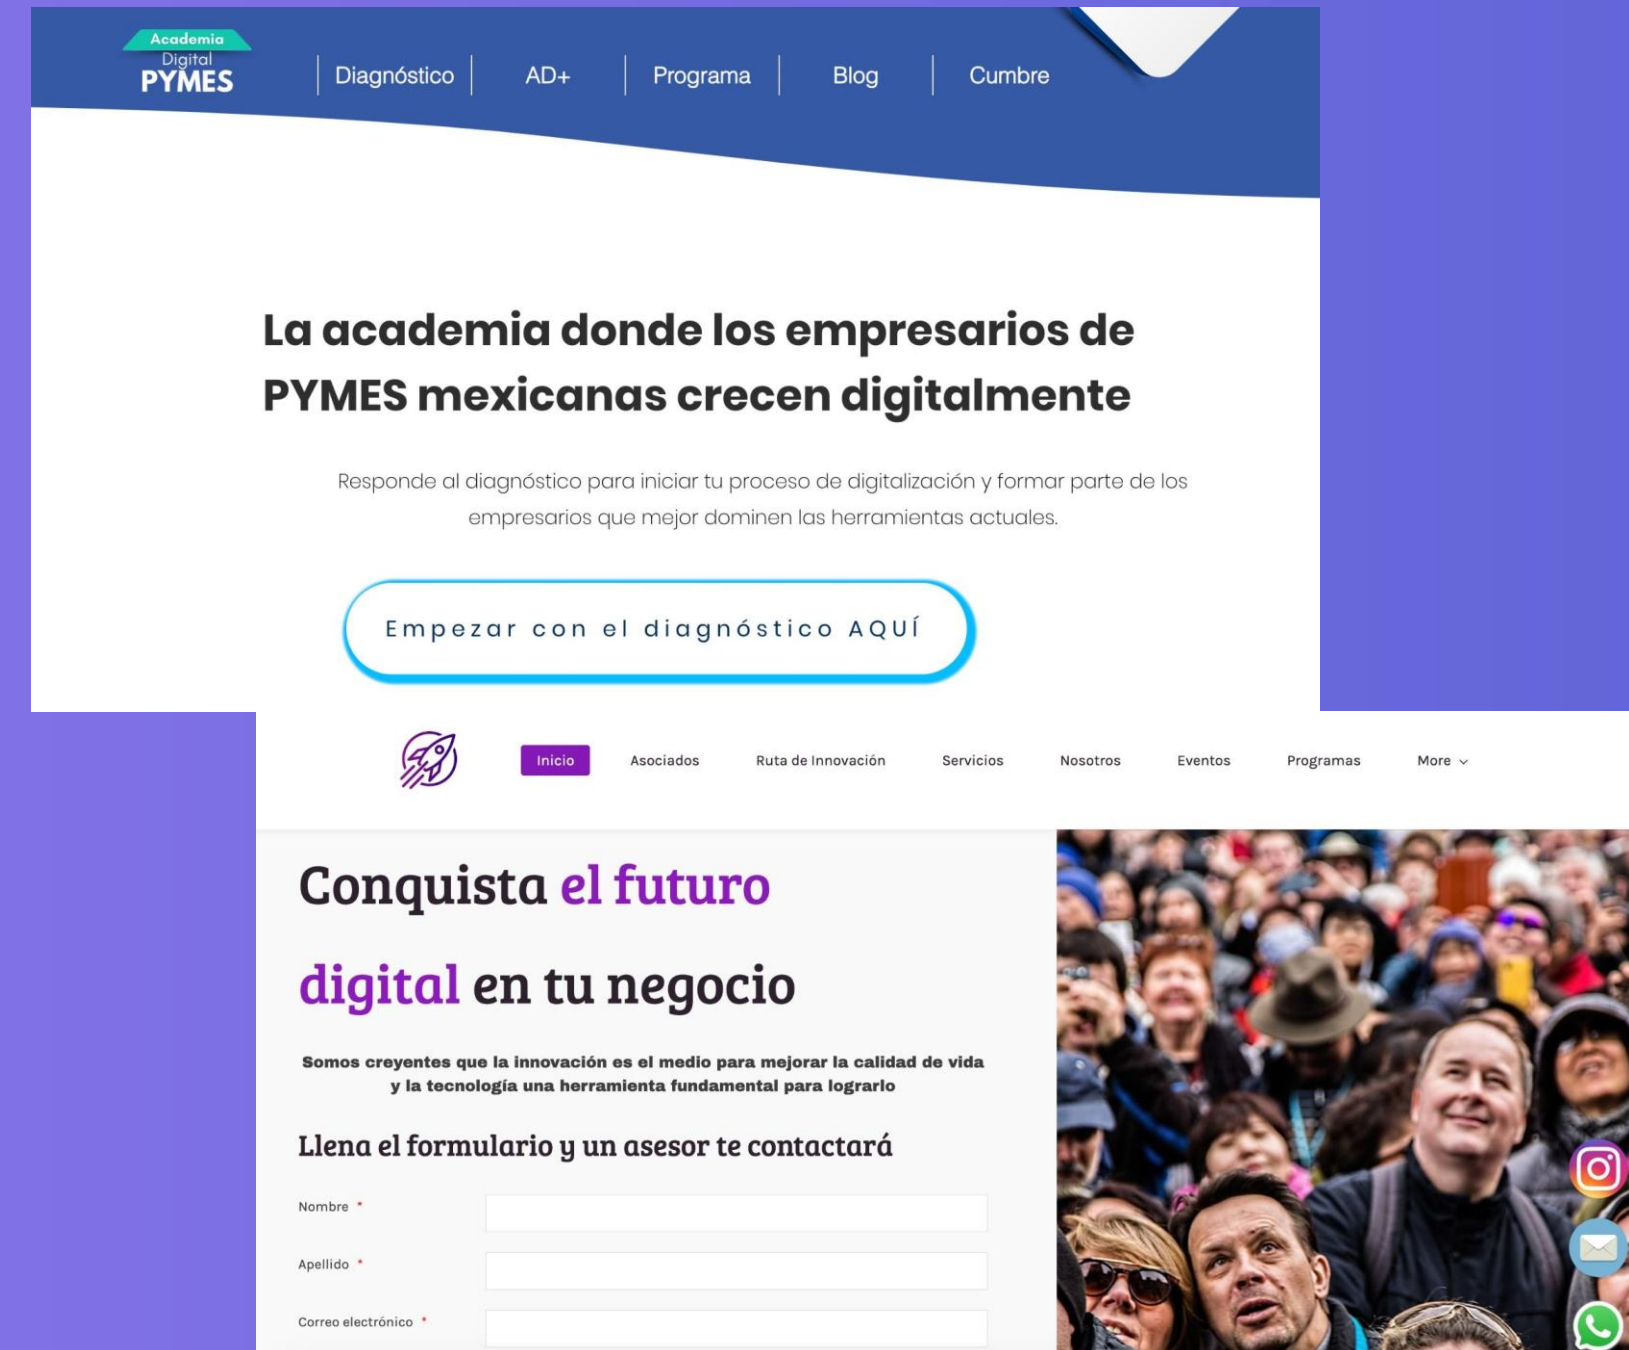 Academia
Digital
PYMES
Diagnóstico
AD+
Programa
Blog
Cumbre
La academia donde los empresarios de
PYMES mexicanas crecen digitalmente
Responde al diagnóstico para iniciar tu proceso de digitalización y formar parte de los
empresarios que mejor dominen las herramientas actuales.
Empezar con el diagnóstico AQUÍ
Inicio
Asociados
Ruta de Innovación
Servicios
Nosotros
Eventos
Programas
More
Conquista el futuro
digital en tu negocio
Somos creyentes que la innovación es el medio para mejorar la calidad de vida
y la tecnología una herramienta fundamental para lograrlo
Llena el formulario y un asesor te contactará
Nombre *
Apellido *
Correo electrónico *